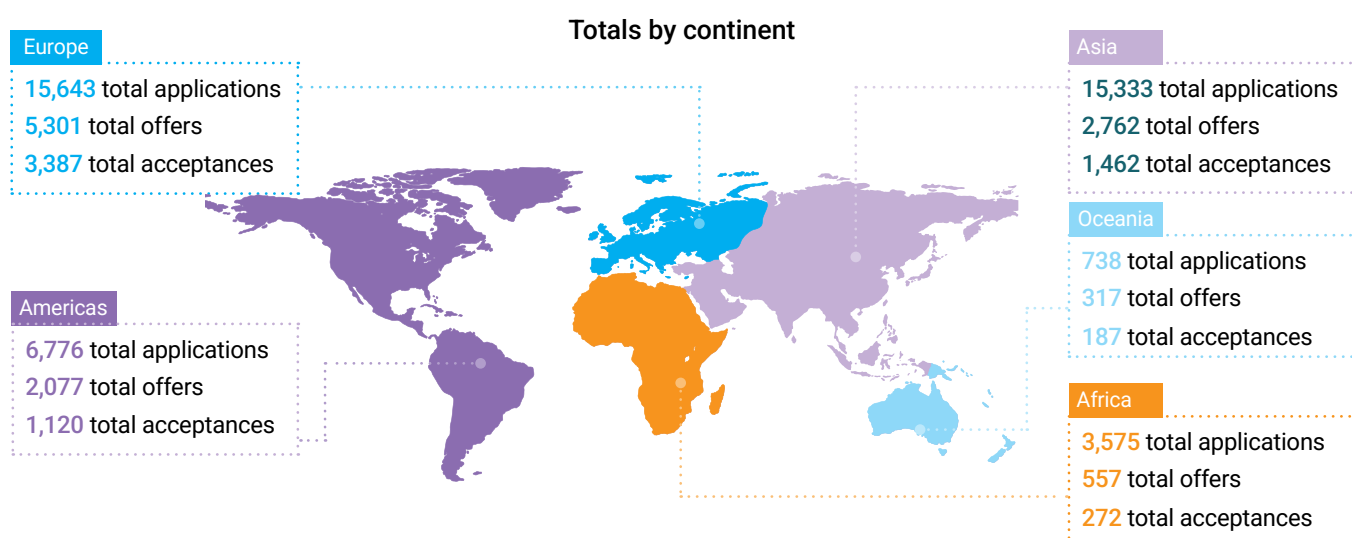 Totals by continent
Europe
15,643 total applications
5,301 total offers
3,387 total acceptances
Americas
6,776 total applications
2,077 total offers
1,120 total acceptances
Asia
15,333 total applications
2,762 total offers
1,462 total acceptances
Oceania
738 total applications
317 total offers
187 total acceptances
Africa
3,575 total applications
557 total offers
272 total acceptances